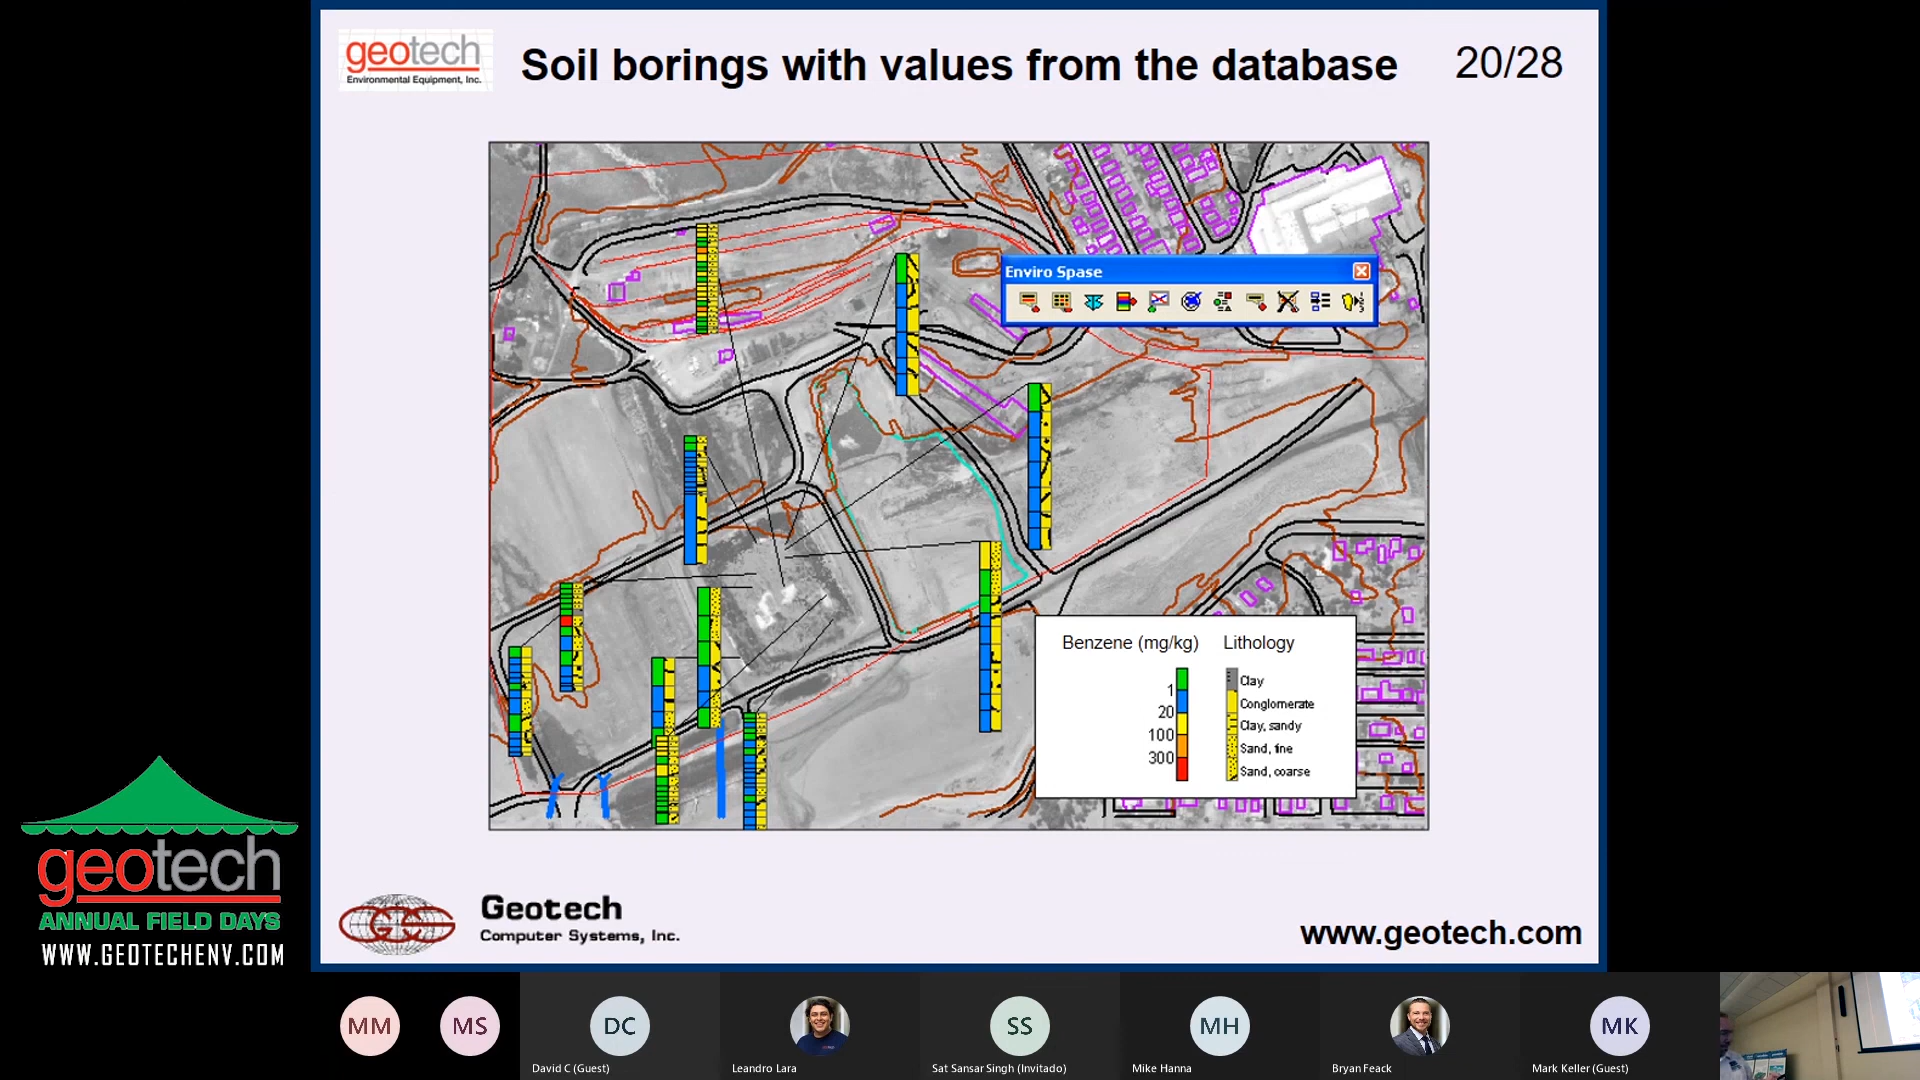 geotech
Environmental Equipment, Inc.
Soil borings with values from the database
20/28
Enviro Spase
Benzene (mg/kg)
Lithology
1
20
100
300
Clay
Conglomerate
Clay, sandy
Sand, fine
Sand, coarse
geotech
ANNUAL FIELD DAYS
WWW.GEOTECHENV.COM
GCS
Geotech
Computer Systems, Inc.
www.geotech.com
MM
MS
DC
SS
MH
MK
David C (Guest)
Leandro Lara
Sat Sansar Singh (Invitado)
Mike Hanna
Bryan Feack
Mark Keller (Guest)